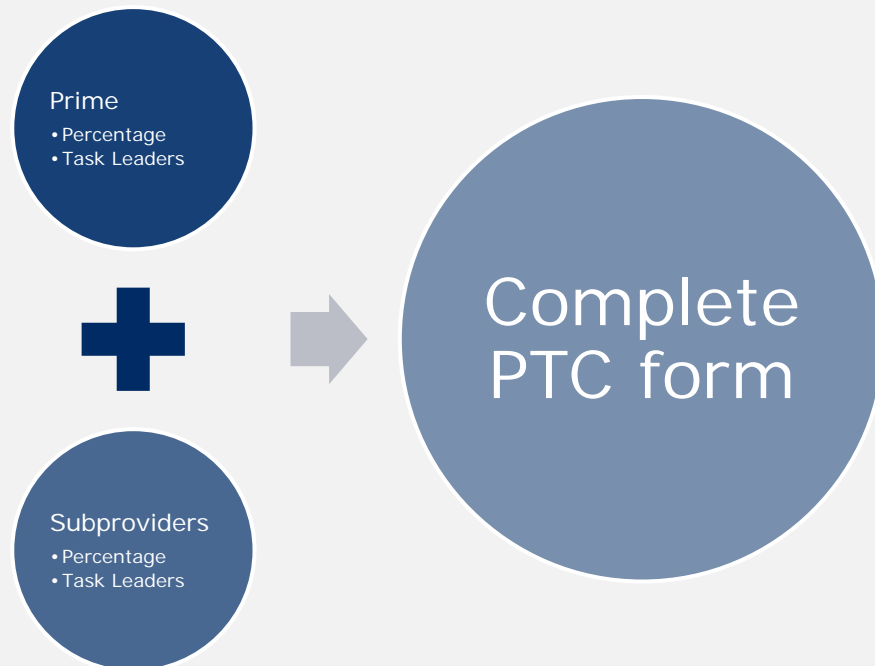 Prime
• Percentage
• Task Leaders
Subproviders
• Percentage
• Task Leaders
Complete
PTC form